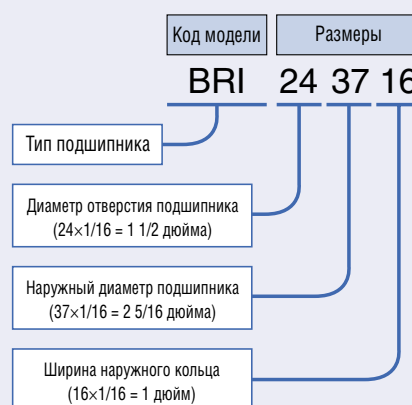 Код модели
Размеры
BRI 24 37 16
Тип подшипника
Диаметр отверстия подшипника
(24×1/16 = 1 1/2 дюйма)
Наружный диаметр подшипника
(37×1/16 = 2 5/16 дюйма)
Ширина наружного кольца
(16×1/16 = 1 дюйм)